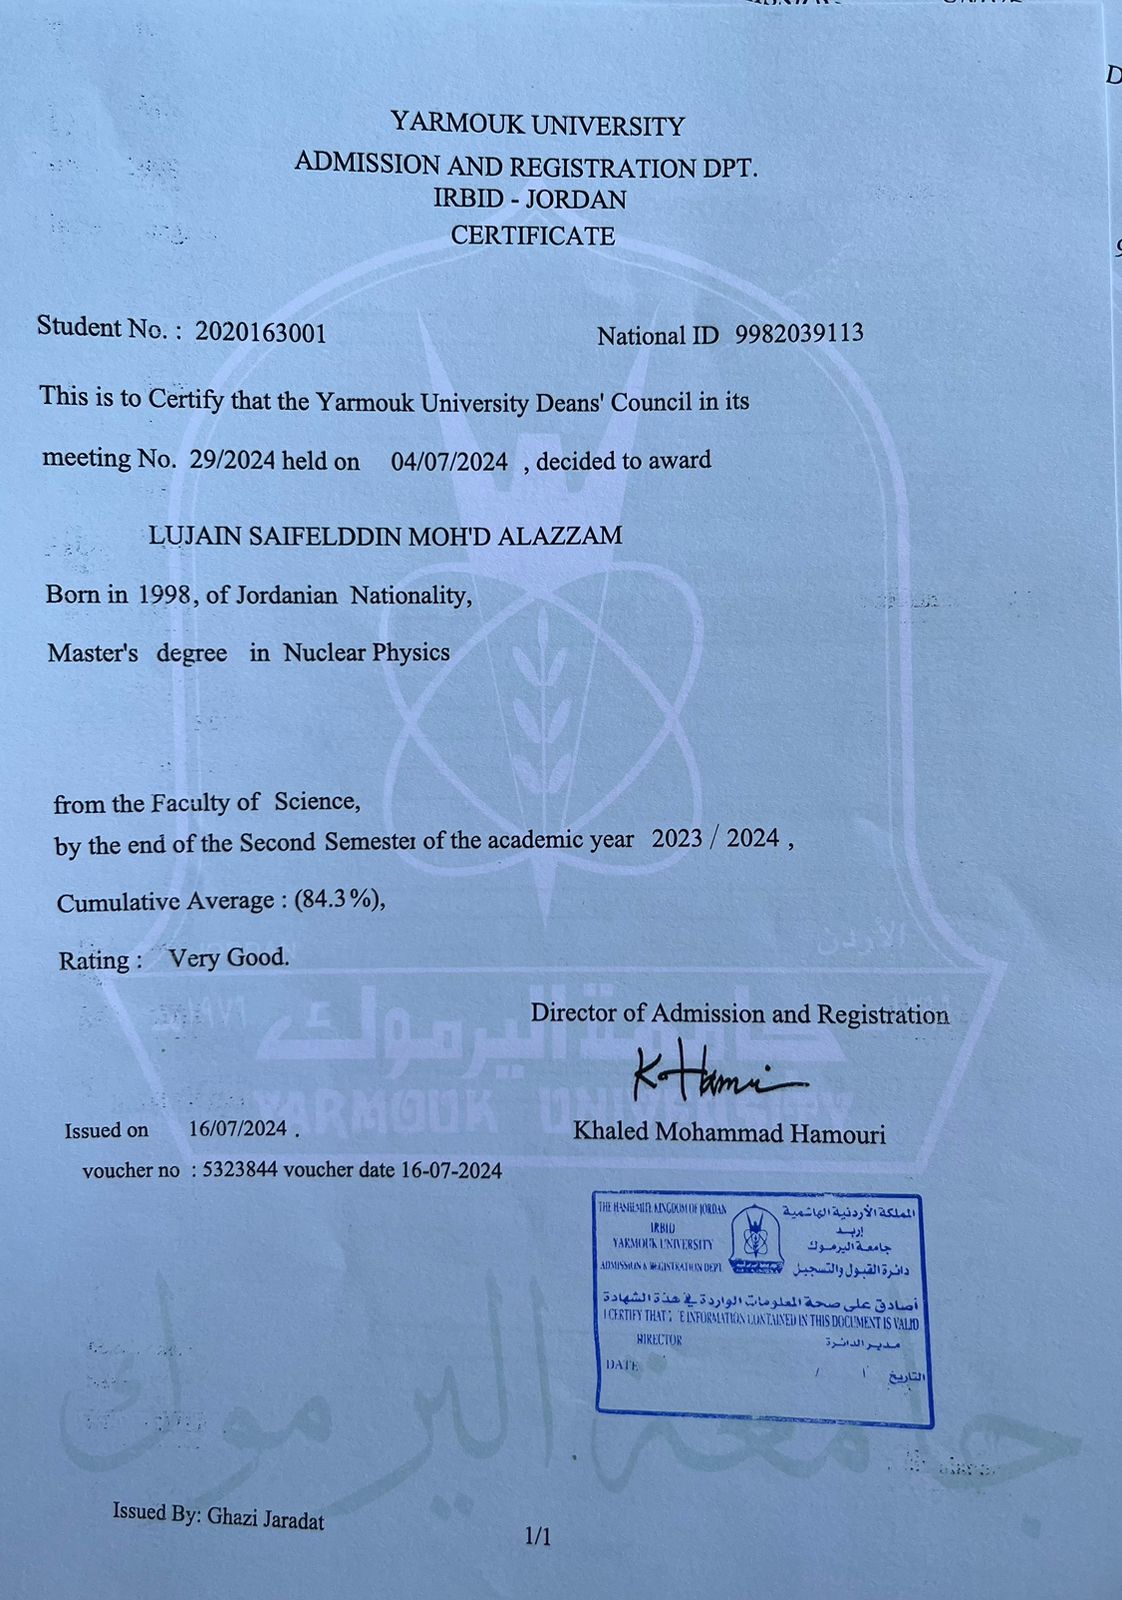 YARMOUK UNIVERSITY
ADMISSION AND REGISTRATION DPT.
IRBID - JORDAN
CERTIFICATE
Student No. : 2020163001 National ID 9982039113
This is to Certify that the Yarmouk University Deans' Council in its
meeting No. 29/2024 held on 04/07/2024 , decided to award
LUJAIN SAIFELDDIN MOH'D ALAZZAM
Born in 1998, of Jordanian Nationality,
Master's degree in Nuclear Physics
from the Faculty of Science,
by the end of the Second Semester of the academic year 2023 / 2024 ,
Cumulative Average : (84.3%),
Rating : Very Good.
الأردن
جامعة اليرموك
YARMOUK UNIVERSITY
Director of Admission and Registration
K Hamouri
Khaled Mohammad Hamouri
Issued on 16/07/2024 .
voucher no : 5323844 voucher date 16-07-2024
THE HASHEMITE KINGDOM OF JORDAN المملكة الأردنية الهاشمية
IRBID إربد
YARMOUK UNIVERSITY جامعة اليرموك
ADMISSION & REGISTRATION DEPT. دائرة القبول والتسجيل
أصادق على صحة المعلومات الواردة في هذة الشهادة
I CERTIFY THAT THE INFORMATION CONTAINED IN THIS DOCUMENT IS VALID
DIRECTOR مدير الدائرة
DATE / / التاريخ
جامعة اليرموك
Issued By: Ghazi Jaradat
1/1